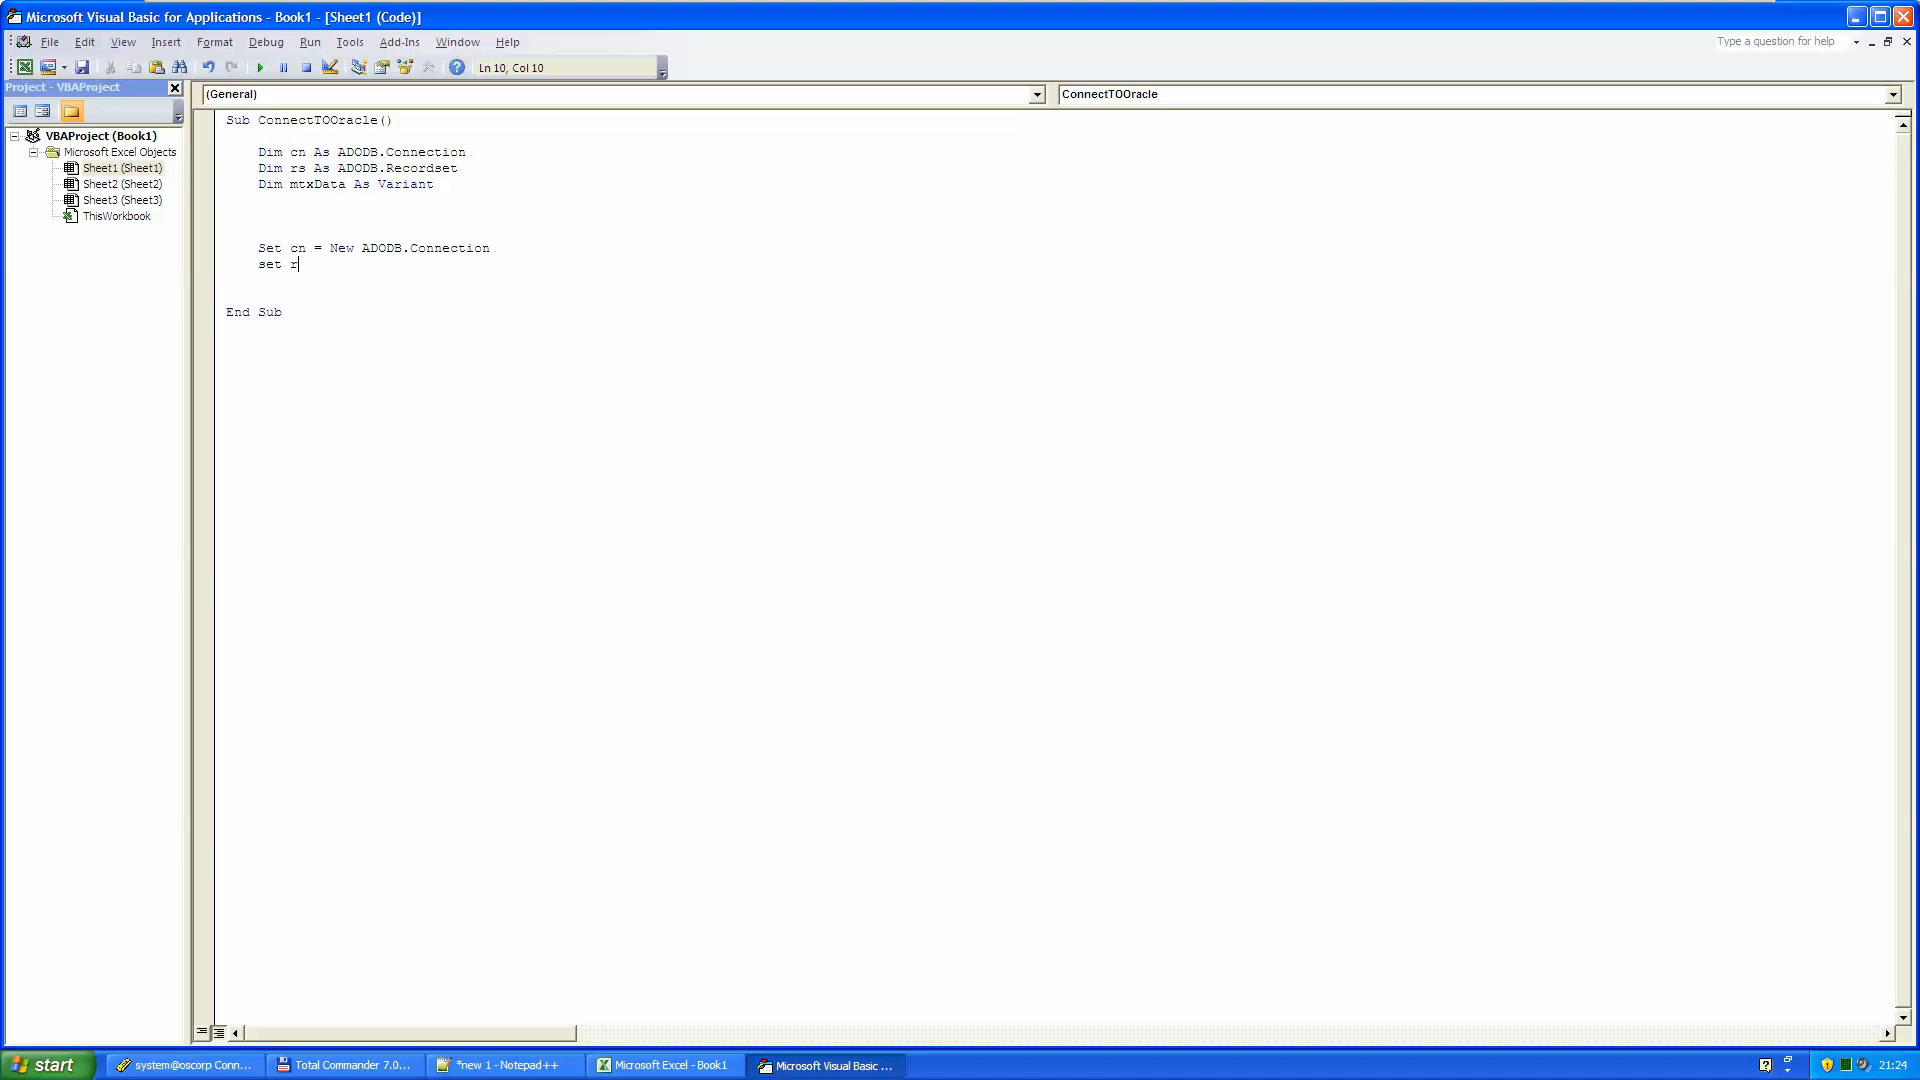 Microsoft Visual Basic for Applications - Book1 - [Sheet1 (Code)]
File Edit View Insert Format Debug Run Tools Add-Ins Window Help
Type a question for help
Ln 10, Col 10
Project - VBAProject
(General)
ConnectTOOracle
VBAProject (Book1)
Microsoft Excel Objects
Sheet1 (Sheet1)
Sheet2 (Sheet2)
Sheet3 (Sheet3)
ThisWorkbook
Sub ConnectTOOracle()
Dim cn As ADODB.Connection
Dim rs As ADODB.Recordset
Dim mtxData As Variant
Set cn = New ADODB.Connection
set r
End Sub
start
system@oscorp Conn...
Total Commander 7.0...
*new 1 - Notepad++
Microsoft Excel - Book1
Microsoft Visual Basic ...
21:24